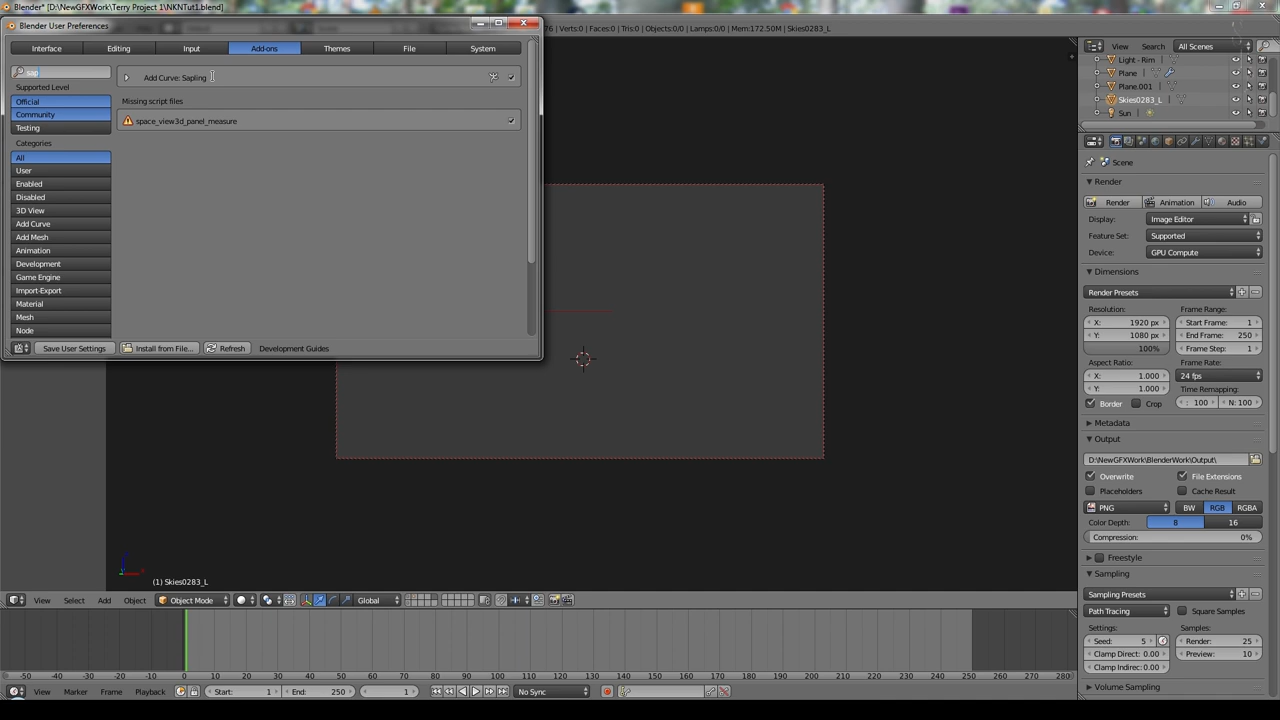 Blender* [D:\NewGFXWork\Terry Project 1\NKNTut1.blend]
Blender User Preferences
76 | Verts:0 | Faces:0 | Tris:0 | Objects:0/0 | Lamps:0/0 | Mem:172.50M | Skies0283_L
Interface
Editing
Input
Add-ons
Themes
File
System
sap
Supported Level
Official
Community
Testing
Categories
All
User
Enabled
Disabled
3D View
Add Curve
Add Mesh
Animation
Development
Game Engine
Import-Export
Material
Mesh
Node
Add Curve: Sapling
Missing script files
space_view3d_panel_measure
Save User Settings
Install from File...
Refresh
Development Guides
(1) Skies0283_L
View
Select
Add
Object
Object Mode
Global
-50 -40 -30 -20 -10 0 10 20 30 40 50 60 70 80 90 100 110 120 130 140 150 160 170 180 190 200 210 220 230 240 250 260 270 280
View
Marker
Frame
Playback
Start: 1
End: 250
1
No Sync
View
Search
All Scenes
Light - Rim
Plane
Plane.001
Skies0283_L
Sun
Scene
Render
Render
Animation
Audio
Display:
Image Editor
Feature Set:
Supported
Device:
GPU Compute
Dimensions
Render Presets
Resolution:
Frame Range:
X: 1920 px
Start Frame: 1
Y: 1080 px
End Frame: 250
100%
Frame Step: 1
Aspect Ratio:
Frame Rate:
X: 1.000
24 fps
Y: 1.000
Time Remapping:
Border
Crop
: 100
N: 100
Metadata
Output
D:\NewGFXWork\BlenderWork\Output\
Overwrite
File Extensions
Placeholders
Cache Result
PNG
BW
RGB
RGBA
Color Depth:
8
16
Compression: 0%
Freestyle
Sampling
Sampling Presets
Path Tracing
Square Samples
Settings:
Samples:
Seed: 5
Render: 25
Clamp Direct: 0.00
Preview: 10
Clamp Indirect: 0.00
Volume Sampling